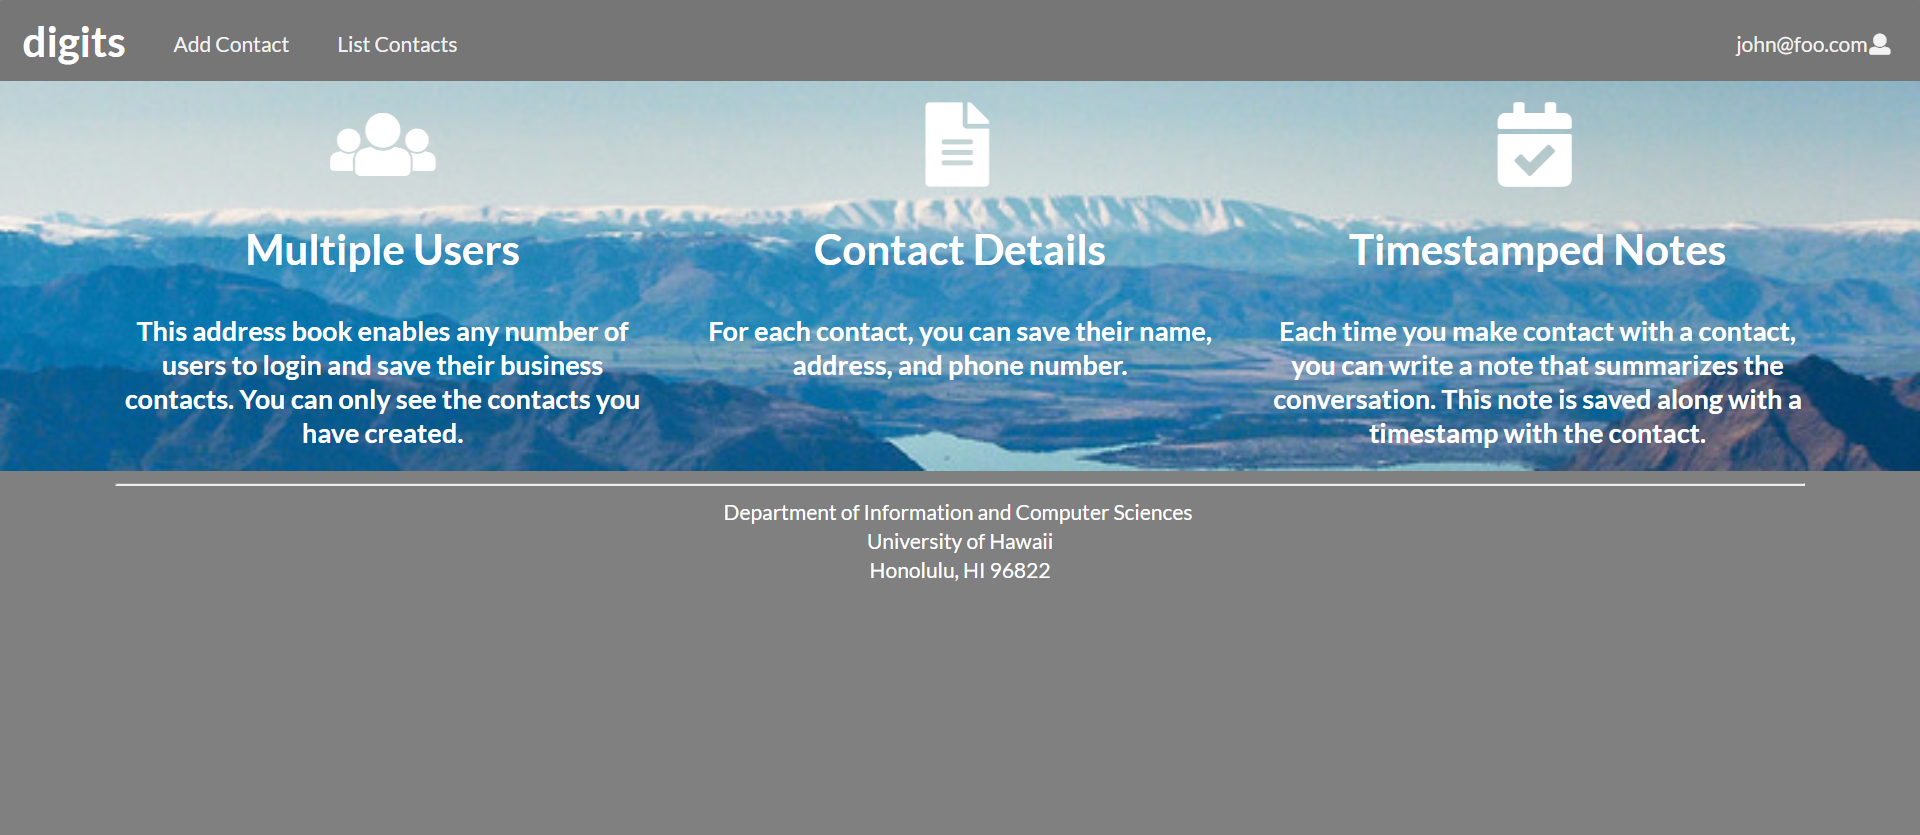 digits
Add Contact
List Contacts
john@foo.com
Multiple Users
This address book enables any number of
users to login and save their business
contacts. You can only see the contacts you
have created.
Contact Details
For each contact, you can save their name,
address, and phone number.
Timestamped Notes
Each time you make contact with a contact,
you can write a note that summarizes the
conversation. This note is saved along with a
timestamp with the contact.
Department of Information and Computer Sciences
University of Hawaii
Honolulu, HI 96822